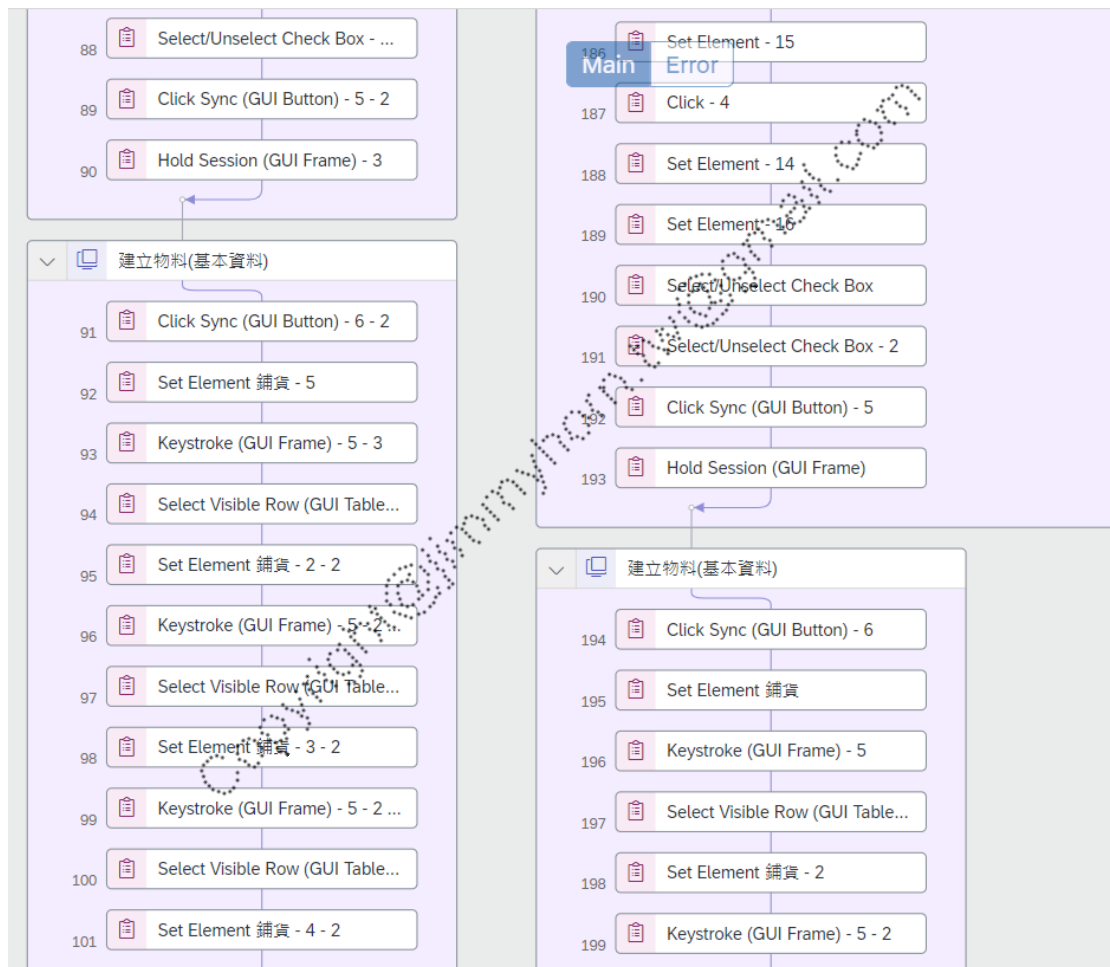 88 Select/Unselect Check Box - ...
89 Click Sync (GUI Button) - 5 - 2
90 Hold Session (GUI Frame) - 3
建立物料(基本資料)
91 Click Sync (GUI Button) - 6 - 2
92 Set Element 鋪貨 - 5
93 Keystroke (GUI Frame) - 5 - 3
94 Select Visible Row (GUI Table...
95 Set Element 鋪貨 - 2 - 2
96 Keystroke (GUI Frame) - 5 - 2 ...
97 Select Visible Row (GUI Table...
98 Set Element 鋪貨 - 3 - 2
99 Keystroke (GUI Frame) - 5 - 2 ...
100 Select Visible Row (GUI Table...
101 Set Element 鋪貨 - 4 - 2
186 Set Element - 15
Main Error
187 Click - 4
188 Set Element - 14
189 Set Element - 16
190 Select/Unselect Check Box
191 Select/Unselect Check Box - 2
192 Click Sync (GUI Button) - 5
193 Hold Session (GUI Frame)
建立物料(基本資料)
194 Click Sync (GUI Button) - 6
195 Set Element 鋪貨
196 Keystroke (GUI Frame) - 5
197 Select Visible Row (GUI Table...
198 Set Element 鋪貨 - 2
199 Keystroke (GUI Frame) - 5 - 2